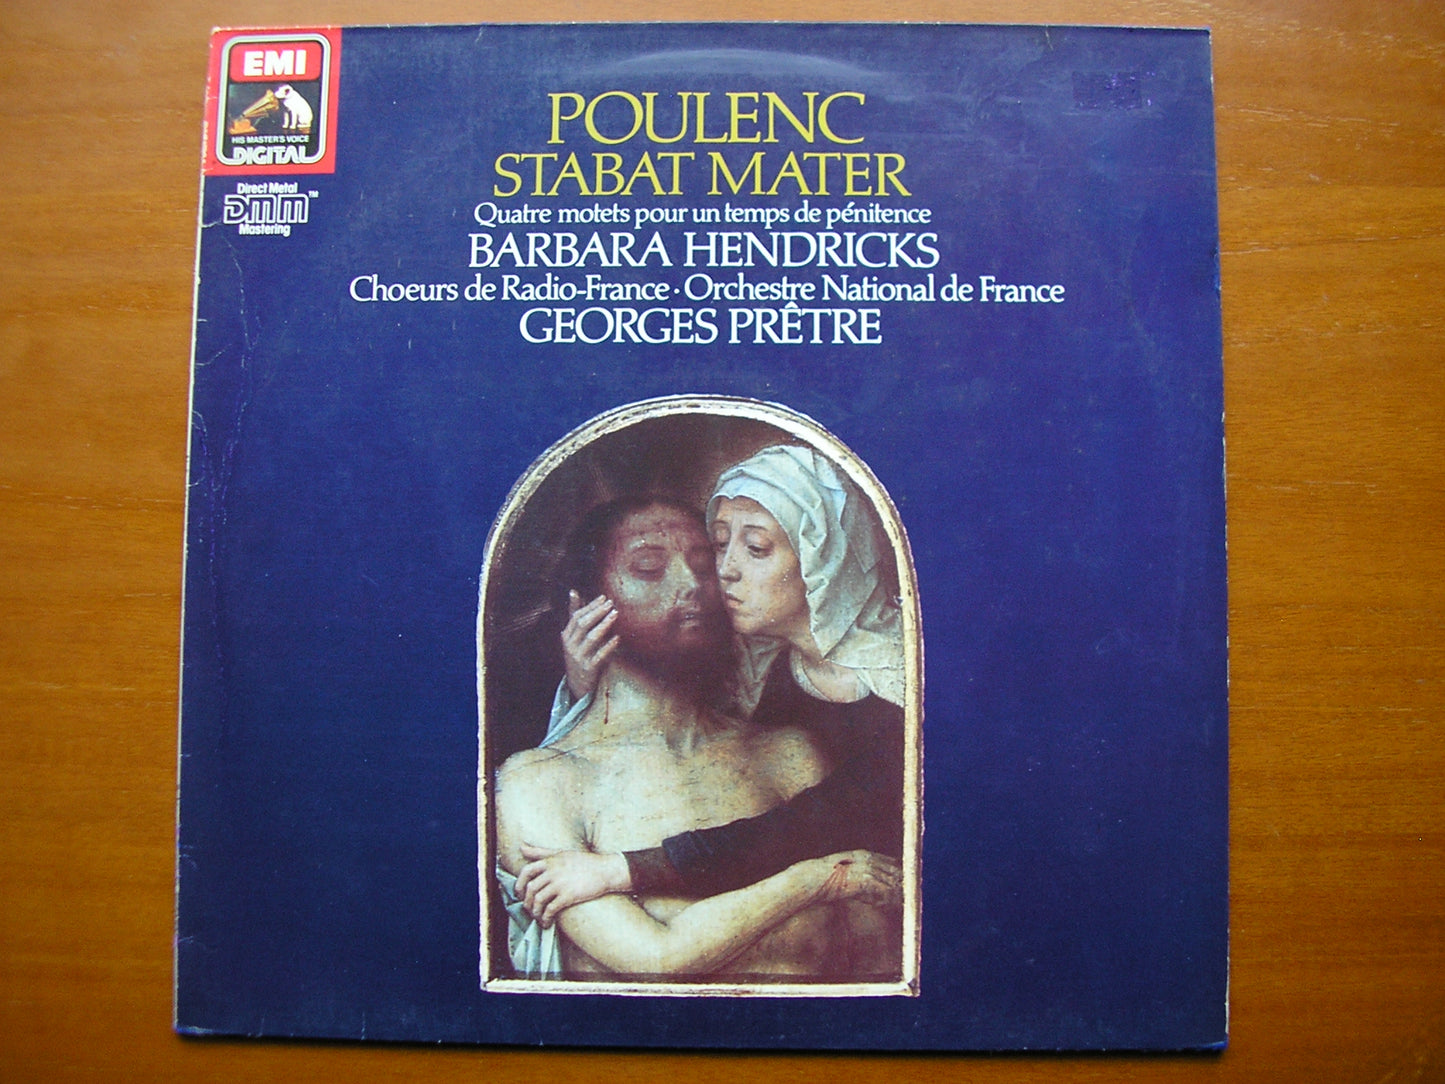 EMI
HIS MASTER'S VOICE
DIGITAL
Direct Metal
DMM™
Mastering
POULENC
STABAT MATER
Quatre motets pour un temps de pénitence
BARBARA HENDRICKS
Choeurs de Radio-France · Orchestre National de France
GEORGES PRÊTRE